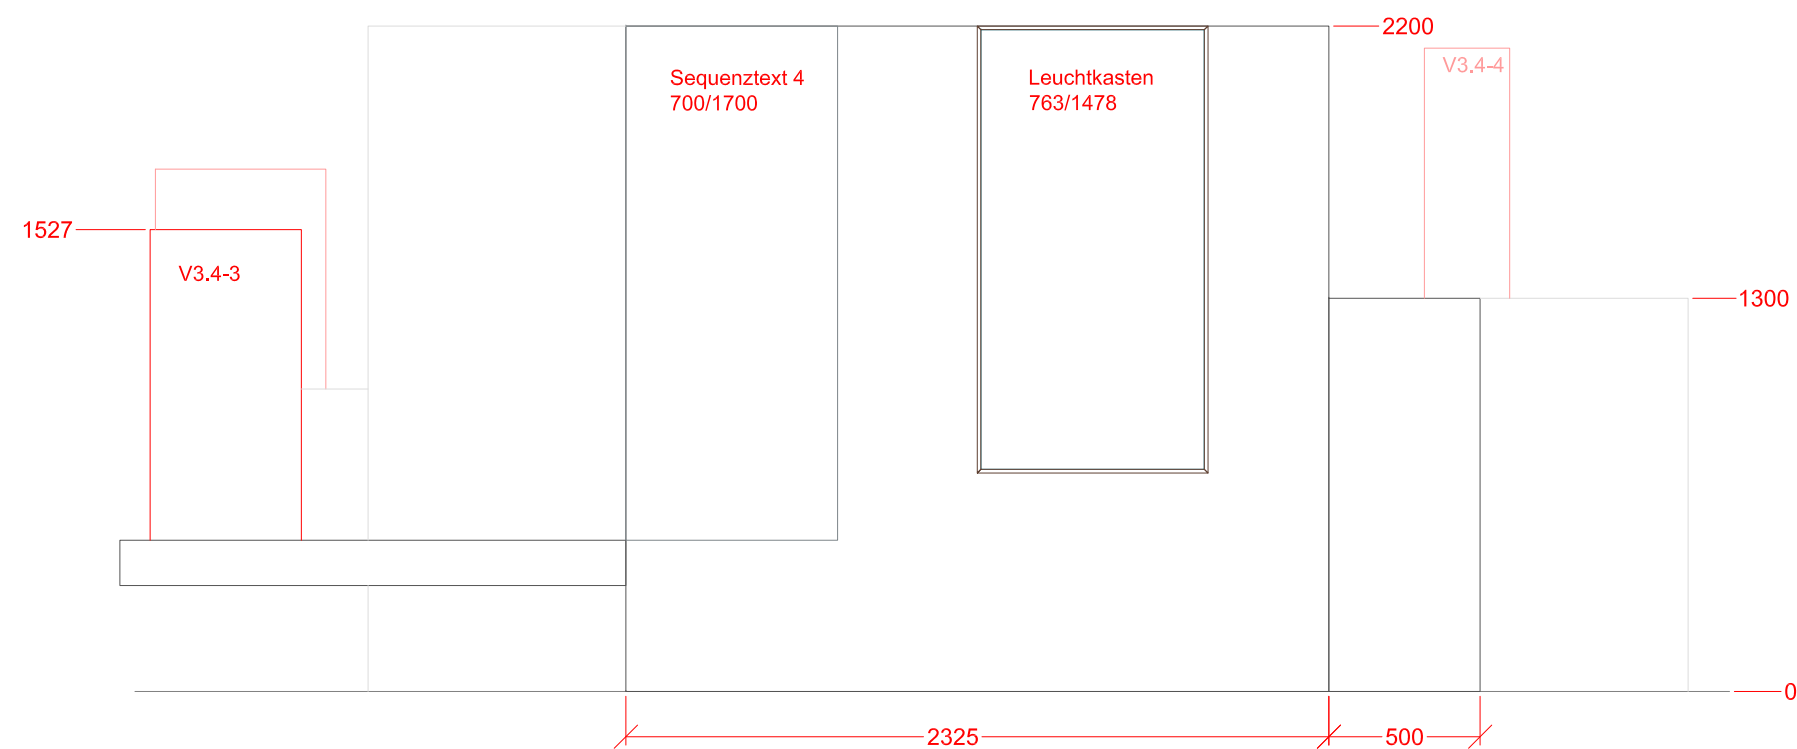 2200
V3.4-4
Sequenztext 4
700/1700
Leuchtkasten
763/1478
1527
V3.4-3
1300
0
2325
500